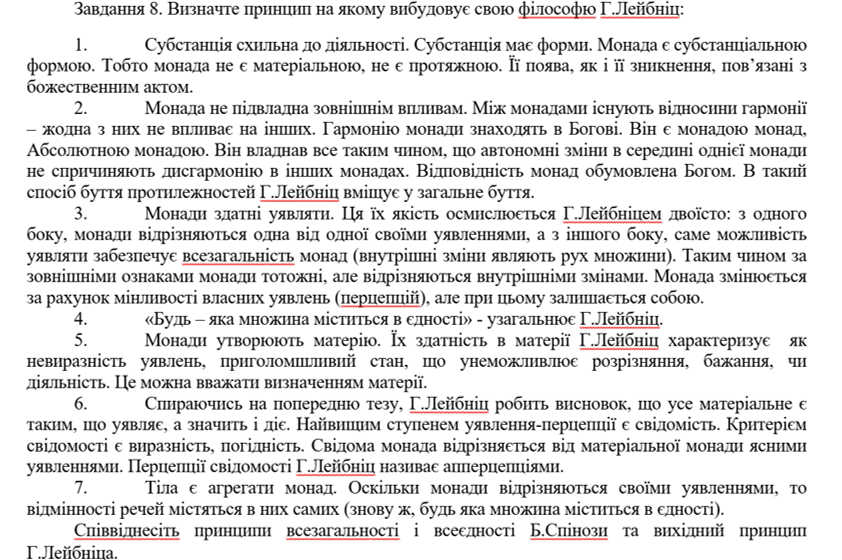 Завдання 8. Визначте принцип на якому вибудовує свою філософю Г.Лейбніц:
1. Субстанція схильна до діяльності. Субстанція має форми. Монада є субстанціальною
формою. Тобто монада не є матеріальною, не є протяжною. Її поява, як і її зникнення, пов’язані з
божественним актом.
2. Монада не підвладна зовнішнім впливам. Між монадами існують відносини гармонії
– жодна з них не впливає на інших. Гармонію монади знаходять в Богові. Він є монадою монад,
Абсолютною монадою. Він владнав все таким чином, що автономні зміни в середині однієї монади
не спричиняють дисгармонію в інших монадах. Відповідність монад обумовлена Богом. В такий
спосіб буття протилежностей Г.Лейбніц вміщує у загальне буття.
3. Монади здатні уявляти. Ця їх якість осмислюється Г.Лейбніцем двоїсто: з одного
боку, монади відрізняються одна від одної своїми уявленнями, а з іншого боку, саме можливість
уявляти забезпечує всезагальність монад (внутрішні зміни являють рух множини). Таким чином за
зовнішніми ознаками монади тотожні, але відрізняються внутрішніми змінами. Монада змінюється
за рахунок мінливості власних уявлень (перцепцій), але при цьому залишається собою.
4. «Будь – яка множина міститься в єдності» - узагальнює Г.Лейбніц.
5. Монади утворюють матерію. Їх здатність в матерії Г.Лейбніц характеризує як
невиразність уявлень, приголомшливий стан, що унеможливлює розрізняння, бажання, чи
діяльність. Це можна вважати визначенням матерії.
6. Спираючись на попередню тезу, Г.Лейбніц робить висновок, що усе матеріальне є
таким, що уявляє, а значить і діє. Найвищим ступенем уявлення-перцепції є свідомість. Критерієм
свідомості є виразність, погідність. Свідома монада відрізняється від матеріальної монади ясними
уявленнями. Перцепції свідомості Г.Лейбніц називає апперцепціями.
7. Тіла є агрегати монад. Оскільки монади відрізняються своїми уявленнями, то
відмінності речей містяться в них самих (знову ж, будь яка множина міститься в єдності).
Співвіднесіть принципи всезагальності і всеєдності Б.Спінози та вихідний принцип
Г.Лейбніца.